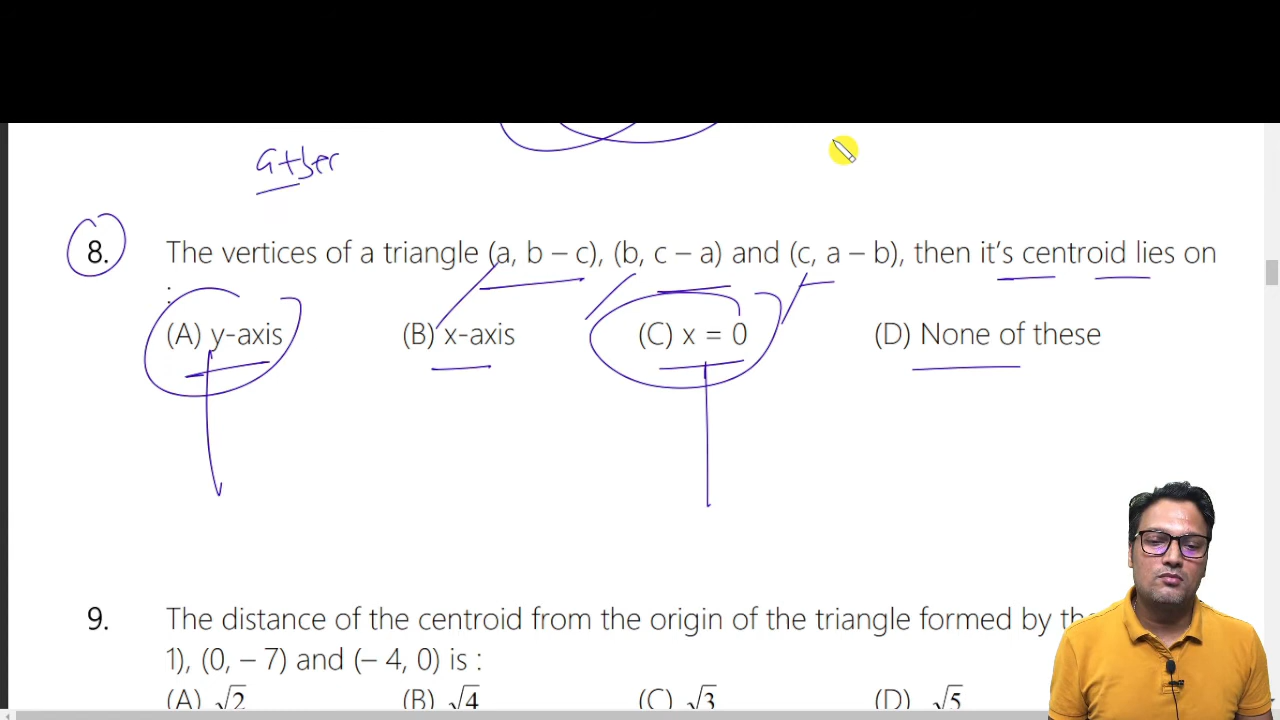 other
8. The vertices of a triangle (a, b – c), (b, c – a) and (c, a – b), then it's centroid lies on
:
(A) y-axis (B) x-axis (C) x = 0 (D) None of these
9. The distance of the centroid from the origin of the triangle formed by the
1), (0, – 7) and (– 4, 0) is :
(A) √2 (B) √4 (C) √3 (D) √5